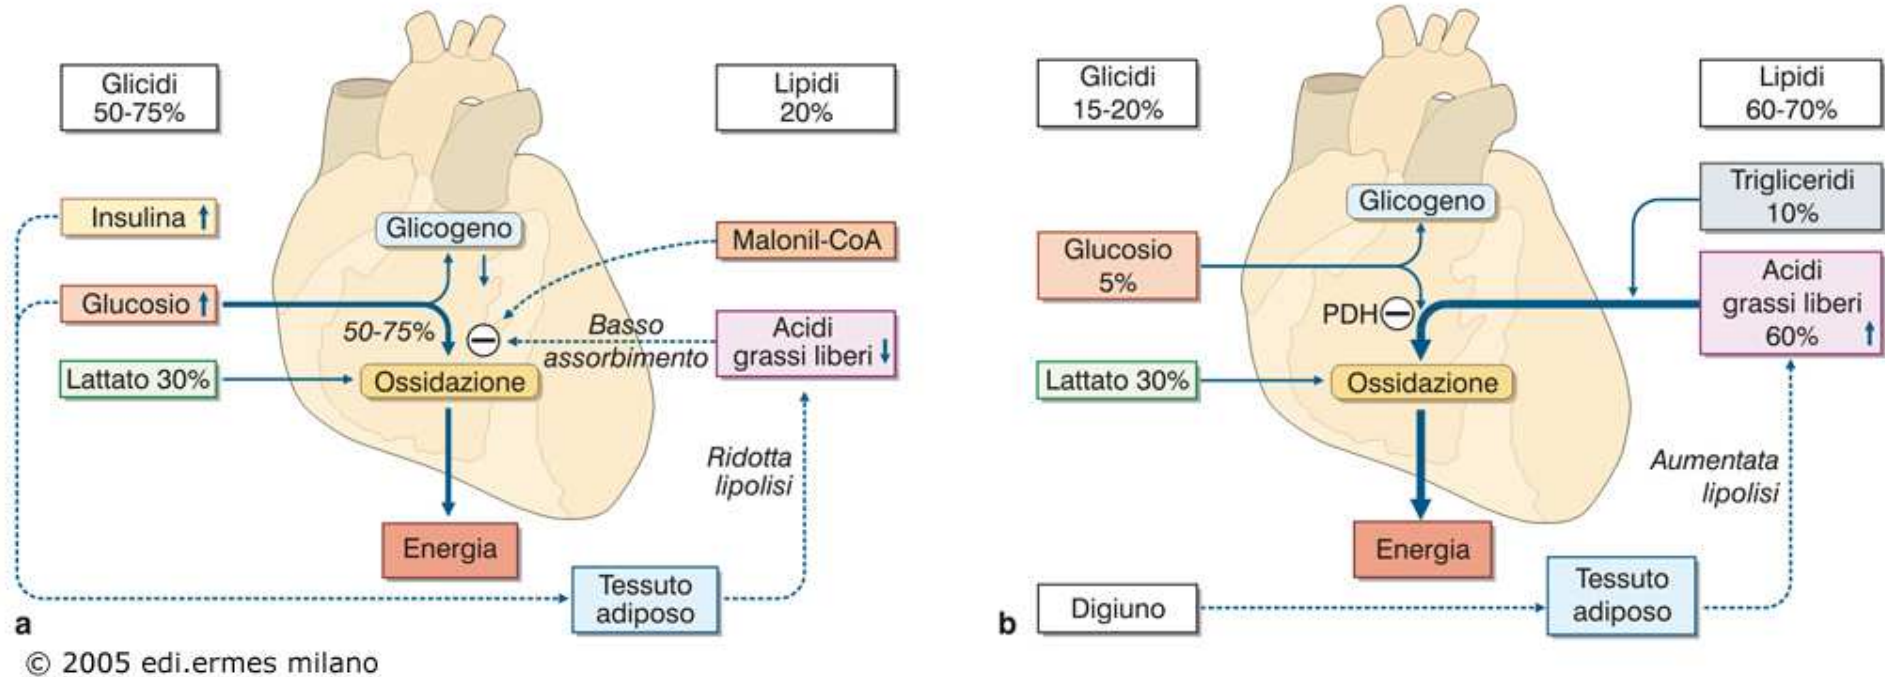 Glicidi
50-75%
Lipidi
20%
Insulina
Glicogeno
Malonil-CoA
Glucosio
50-75%
Basso
assorbimento
Acidi
grassi liberi
Lattato 30%
Ossidazione
Ridotta
lipolisi
Energia
Tessuto
adiposo
a
© 2005 edi.ermes milano
Glicidi
15-20%
Lipidi
60-70%
Trigliceridi
10%
Glicogeno
Glucosio
5%
Acidi
grassi liberi
60%
PDH
Lattato 30%
Ossidazione
Aumentata
lipolisi
Energia
Digiuno
Tessuto
adiposo
b